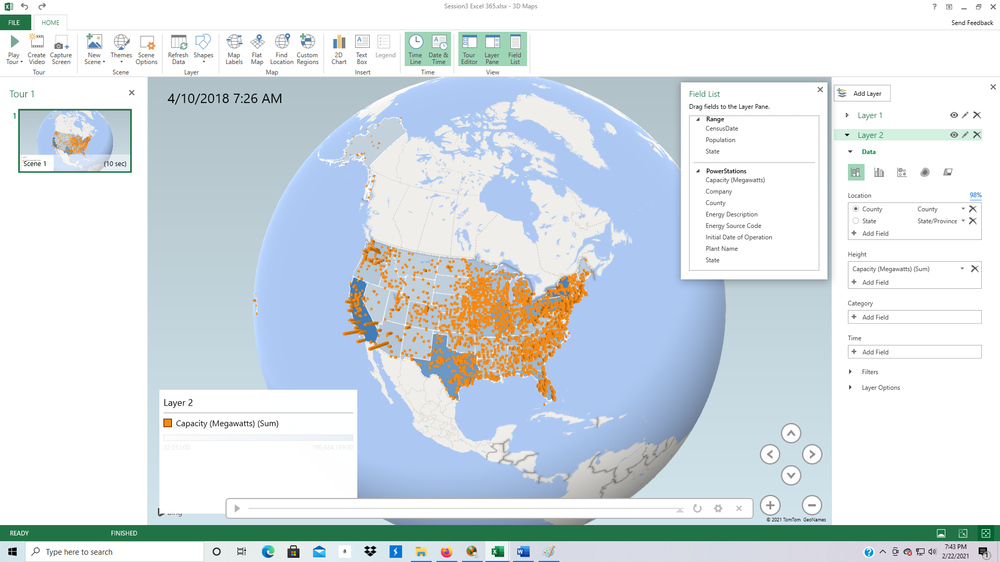 Session3 Excel 365.xlsx - 3D Maps
?
FILE
HOME
Send Feedback
Play Tour
Create Video
Capture Screen
New Scene
Themes
Scene Options
Refresh Data
Shapes
Map Labels
Flat Map
Find Location
Custom Regions
2D Chart
Text Box
Legend
Time Line
Date & Time
Tour Editor
Layer Pane
Field List
Tour
Scene
Layer
Map
Insert
Time
View
Tour 1
1
Scene 1
(10 sec)
4/10/2018 7:26 AM
Field List
Drag fields to the Layer Pane.
Range
CensusDate
Population
State
PowerStations
Capacity (Megawatts)
Company
County
Energy Description
Energy Source Code
Initial Date of Operation
Plant Name
State
Add Layer
Layer 1
Layer 2
Data
Location
98%
County
County
State
State/Province
Add Field
Height
Capacity (Megawatts) (Sum)
Add Field
Category
Add Field
Time
Add Field
Filters
Layer Options
Layer 2
Capacity (Megawatts) (Sum)
32,052.00
190,684,189.00
bing
© 2021 TomTom GeoNames
READY
FINISHED
Type here to search
a
7:43 PM
2/22/2021
1